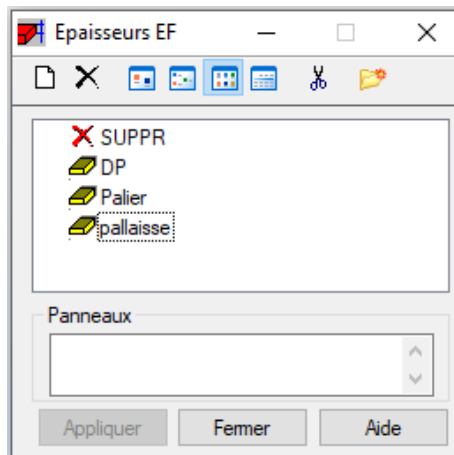 Epaisseurs EF
SUPPR
DP
Palier
pallaisse
Panneaux
Appliquer Fermer Aide